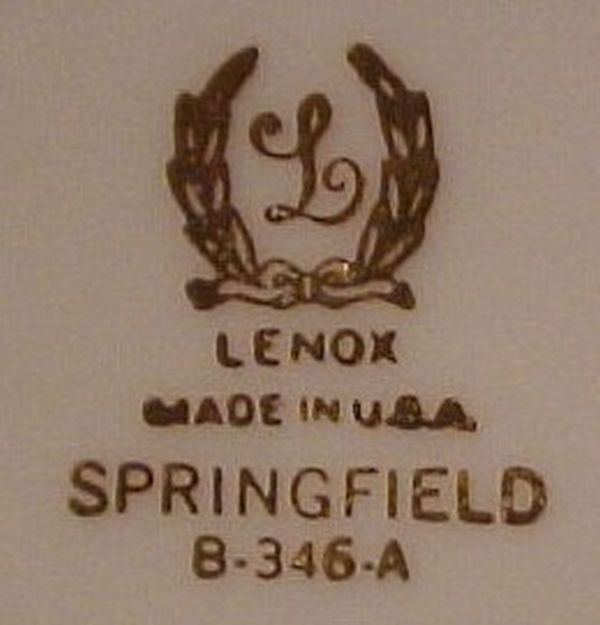 L
LENOX
MADE IN U.S.A.
SPRINGFIELD
B-346-A